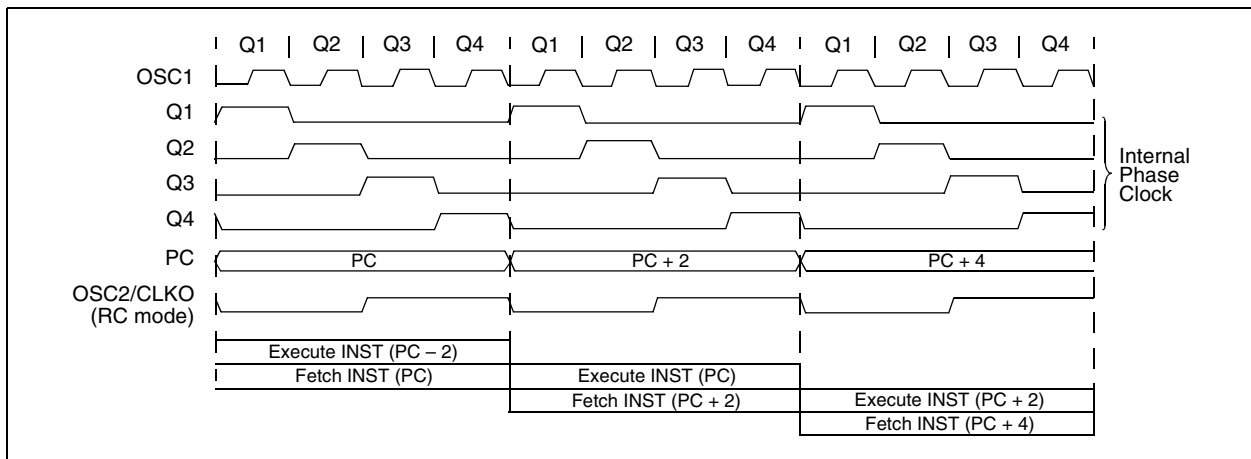 Q1 Q2 Q3 Q4 Q1 Q2 Q3 Q4 Q1 Q2 Q3 Q4
OSC1
Q1
Q2
Q3
Q4
Internal
Phase
Clock
PC PC PC + 2 PC + 4
OSC2/CLKO
(RC mode)
Execute INST (PC – 2)
Fetch INST (PC) Execute INST (PC)
Fetch INST (PC + 2) Execute INST (PC + 2)
Fetch INST (PC + 4)